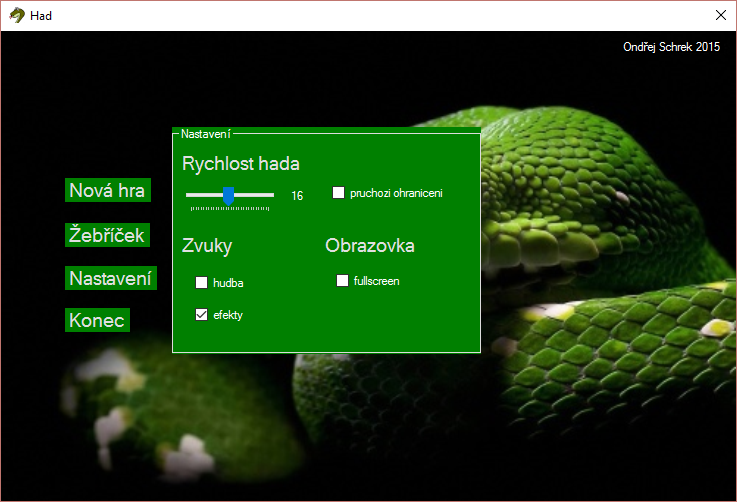 Had
Ondřej Schrek 2015
Nastavení
Rychlost hada
16
pruchozi ohraniceni
Nová hra
Žebříček
Nastavení
Konec
Zvuky
Obrazovka
hudba
fullscreen
efekty